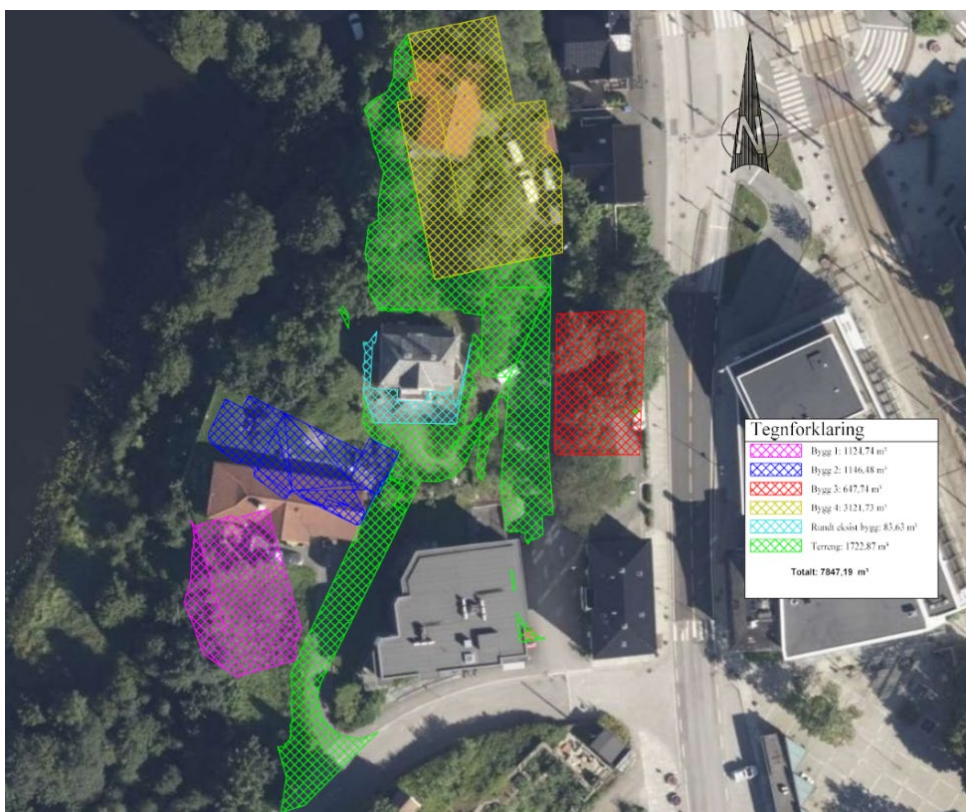 N
Tegnforklaring
Bygg 1: 1124,74 m³
Bygg 2: 1146,48 m³
Bygg 3: 647,74 m³
Bygg 4: 3121,73 m³
Rundt eksist bygg: 83,63 m³
Terreng: 1722,87 m³
Totalt: 7847,19 m³